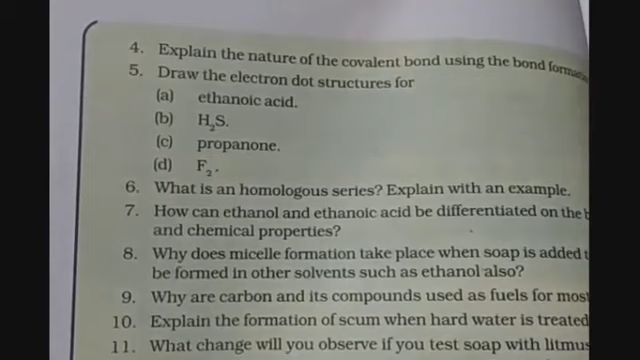 4. Explain the nature of the covalent bond using the bond formation
5. Draw the electron dot structures for
(a) ethanoic acid.
(b) H₂S.
(c) propanone.
(d) F₂.
6. What is an homologous series? Explain with an example.
7. How can ethanol and ethanoic acid be differentiated on the
and chemical properties?
8. Why does micelle formation take place when soap is added
be formed in other solvents such as ethanol also?
9. Why are carbon and its compounds used as fuels for most
10. Explain the formation of scum when hard water is treated
11. What change will you observe if you test soap with litmus